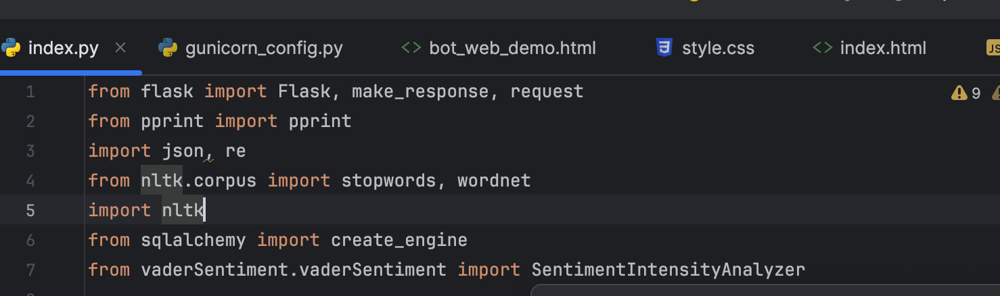 index.py
gunicorn_config.py
bot_web_demo.html
style.css
index.html
JS
1 from flask import Flask, make_response, request
9
2 from pprint import pprint
3 import json, re
4 from nltk.corpus import stopwords, wordnet
5 import nltk
6 from sqlalchemy import create_engine
7 from vaderSentiment.vaderSentiment import SentimentIntensityAnalyzer